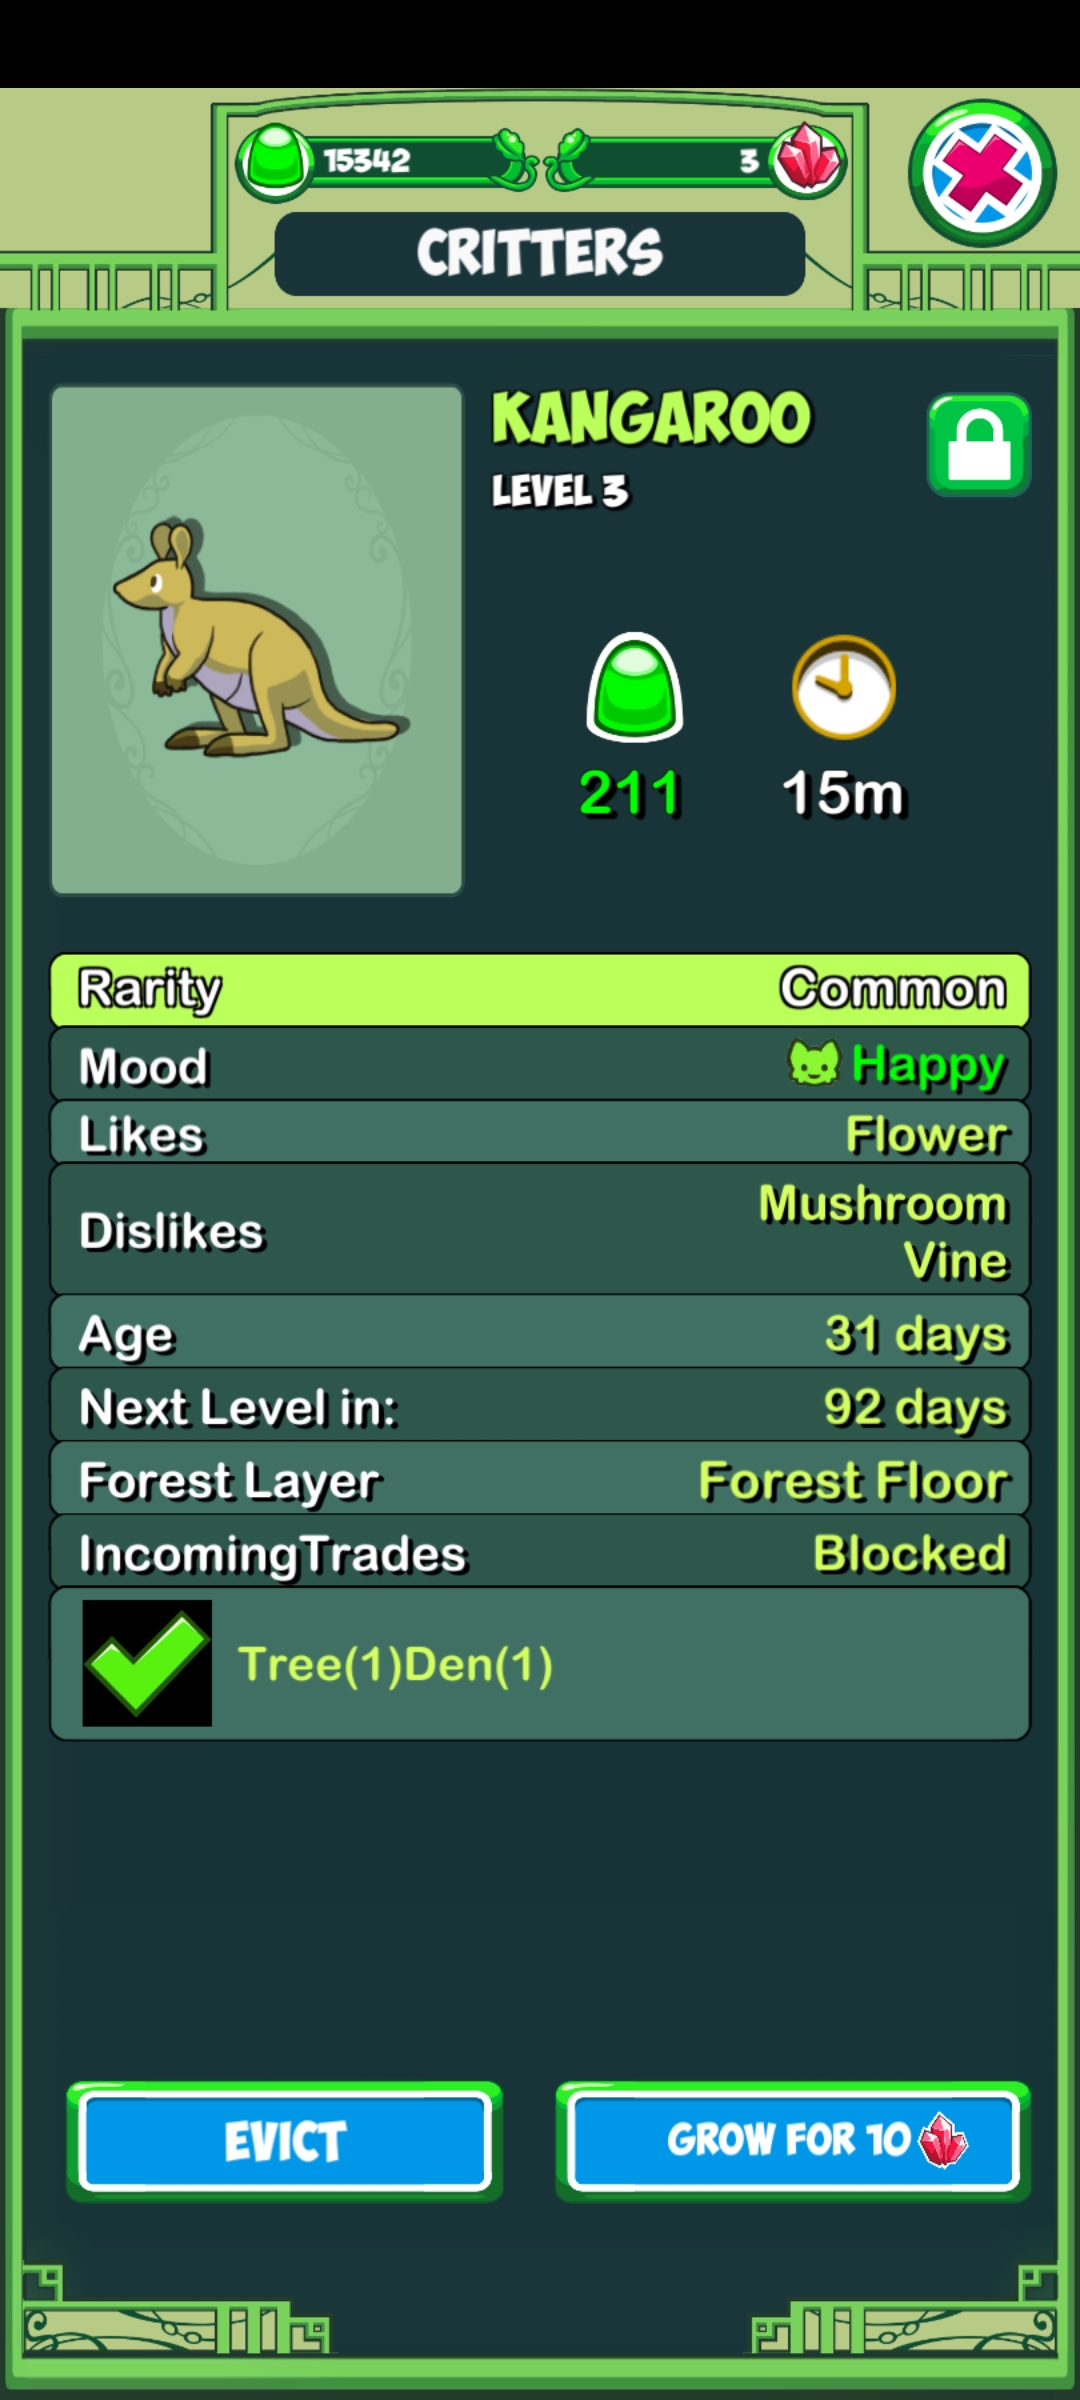 15342
3
CRITTERS
KANGAROO
LEVEL 3
211
15m
Rarity Common
Mood Happy
Likes Flower
Dislikes Mushroom
Vine
Age 31 days
Next Level in: 92 days
Forest Layer Forest Floor
IncomingTrades Blocked
Tree(1)Den(1)
EVICT
GROW FOR 10